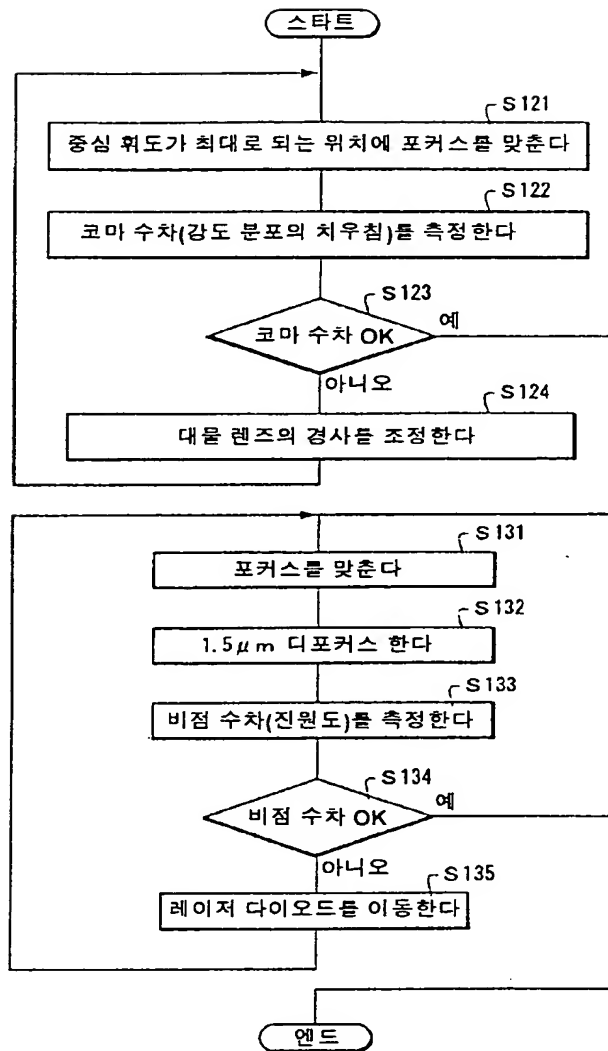 스타트
S121
중심 휘도가 최대로 되는 위치에 포커스를 맞춘다
S122
코마 수차(강도 분포의 치우침)를 측정한다
S123
코마 수차 OK
예
아니오
S124
대물 렌즈의 경사를 조정한다
S131
포커스를 맞춘다
S132
1.5μm 디포커스 한다
S133
비점 수차(진원도)를 측정한다
S134
비점 수차 OK
예
아니오
S135
레이저 다이오드를 이동한다
엔드